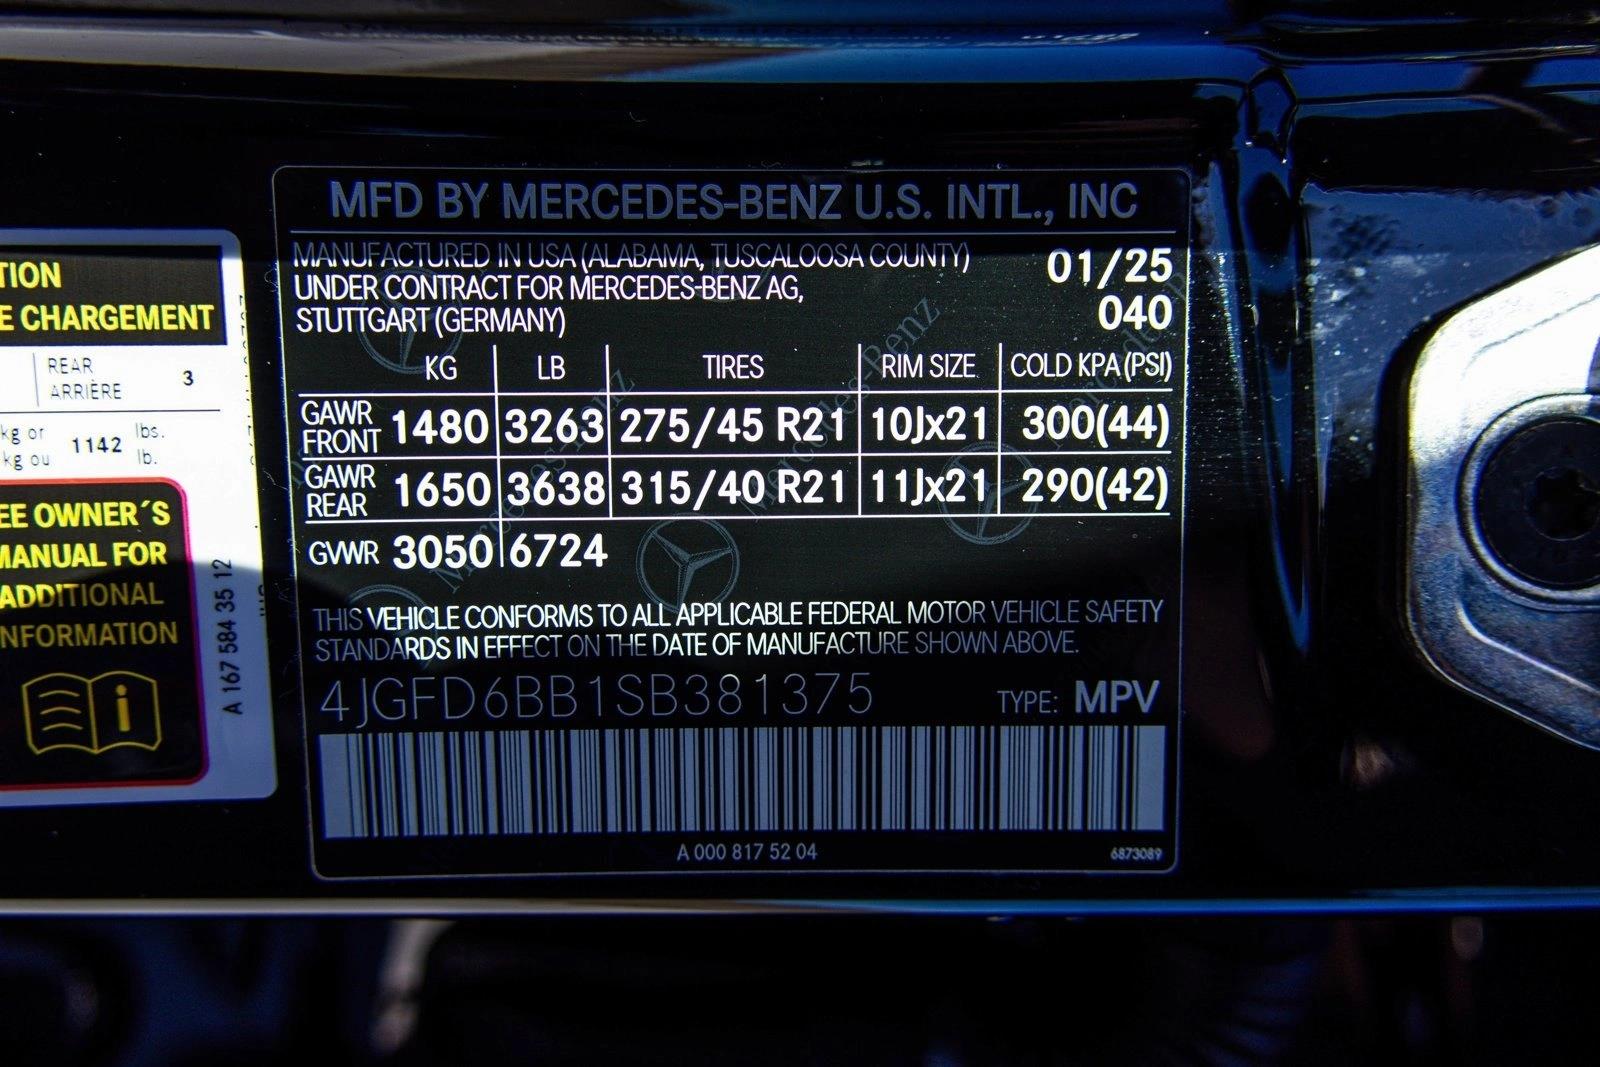 TION
E CHARGEMENT
REAR
ARRIÈRE 3
kg or 1142 lbs.
kg ou lb.
EE OWNER´S
MANUAL FOR
ADDITIONAL
INFORMATION
A 167 584 35 12
MFD BY MERCEDES-BENZ U.S. INTL., INC
MANUFACTURED IN USA (ALABAMA, TUSCALOOSA COUNTY) 01/25
UNDER CONTRACT FOR MERCEDES-BENZ AG,
STUTTGART (GERMANY) 040
KG LB TIRES RIM SIZE COLD KPA (PSI)
GAWR FRONT 1480 3263 275/45 R21 10Jx21 300(44)
GAWR REAR 1650 3638 315/40 R21 11Jx21 290(42)
GVWR 3050 6724
THIS VEHICLE CONFORMS TO ALL APPLICABLE FEDERAL MOTOR VEHICLE SAFETY
STANDARDS IN EFFECT ON THE DATE OF MANUFACTURE SHOWN ABOVE.
4JGFD6BB1SB381375 TYPE: MPV
A 000 817 52 04 6873089
Mercedes-Benz